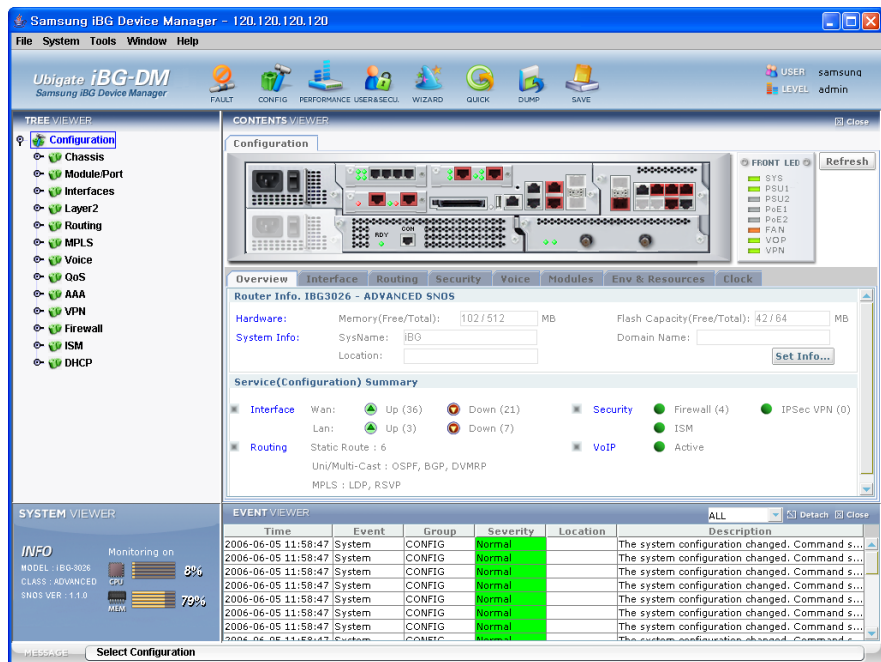 Samsung iBG Device Manager - 120.120.120.120
File System Tools Window Help
Ubigate iBG-DM
Samsung iBG Device Manager
FAULT CONFIG PERFORMANCE USER&SECU. WIZARD QUICK DUMP SAVE
USER samsung
LEVEL admin
TREE VIEWER
Configuration
Chassis
Module/Port
Interfaces
Layer2
Routing
MPLS
Voice
QoS
AAA
VPN
Firewall
ISM
DHCP
CONTENTS VIEWER
Close
Configuration
RDY CON
FRONT LED
SYS
PSU1
PSU2
PoE1
PoE2
FAN
VOP
VPN
Refresh
Overview Interface Routing Security Voice Modules Env & Resources Clock
Router Info. IBG3026 - ADVANCED SNOS
Hardware: Memory(Free/Total): 102/512 MB Flash Capacity(Free/Total): 42/64 MB
System Info: SysName: iBG Domain Name:
Location: Set Info...
Service(Configuration) Summary
Interface Wan: Up (36) Down (21) Security Firewall (4) IPSec VPN (0)
Lan: Up (3) Down (7) ISM
Routing Static Route : 6 VoIP Active
Uni/Multi-Cast : OSPF, BGP, DVMRP
MPLS : LDP, RSVP
SYSTEM VIEWER
INFO Monitoring on
MODEL : iBG-3026
CLASS : ADVANCED
SNOS VER : 1.1.0
CPU 8%
MEM. 79%
EVENT VIEWER
ALL Detach Close
Time Event Group Severity Location Description
2006-06-05 11:58:47 System CONFIG Normal The system configuration changed. Command s...
2006-06-05 11:58:47 System CONFIG Normal The system configuration changed. Command s...
2006-06-05 11:58:47 System CONFIG Normal The system configuration changed. Command s...
2006-06-05 11:58:47 System CONFIG Normal The system configuration changed. Command s...
2006-06-05 11:58:47 System CONFIG Normal The system configuration changed. Command s...
2006-06-05 11:58:47 System CONFIG Normal The system configuration changed. Command s...
2006-06-05 11:58:47 System CONFIG Normal The system configuration changed. Command s...
2006-06-05 11:58:47 System CONFIG Normal The system configuration changed. Command s...
MESSAGE Select Configuration